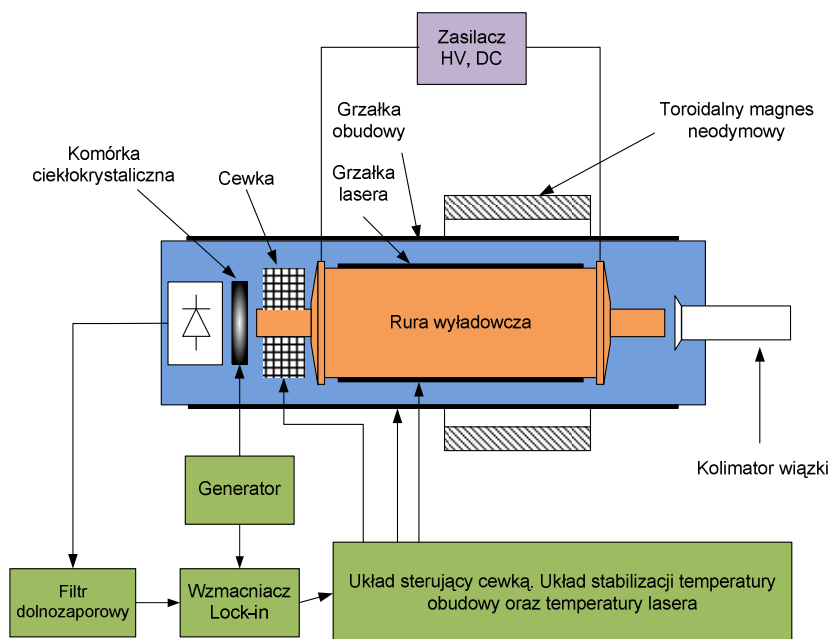 Zasilacz
HV, DC
Grzałka
obudowy
Toroidalny magnes
neodymowy
Komórka
ciekłokrystaliczna
Cewka
Grzałka
lasera
Rura wyładowcza
Kolimator wiązki
Generator
Filtr
dolnozaporowy
Wzmacniacz
Lock-in
Układ sterujący cewką. Układ stabilizacji temperatury
obudowy oraz temperatury lasera